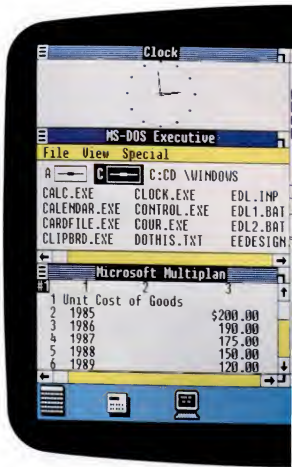 Clock
MS-DOS Executive
File View Special
A C C:CD \WINDOWS
CALC.EXE CLOCK.EXE EDL.INP
CALENDAR.EXE CONTROL.EXE EDL1.BAT
CARDFILE.EXE COUR.EXE EDL2.BAT
CLIPBRD.EXE DOTHIS.TXT EEDESIGN
Microsoft Multiplan
#1 1 2 3
1 Unit Cost of Goods
2 1985 $200.00
3 1986 190.00
4 1987 175.00
5 1988 150.00
6 1989 120.00